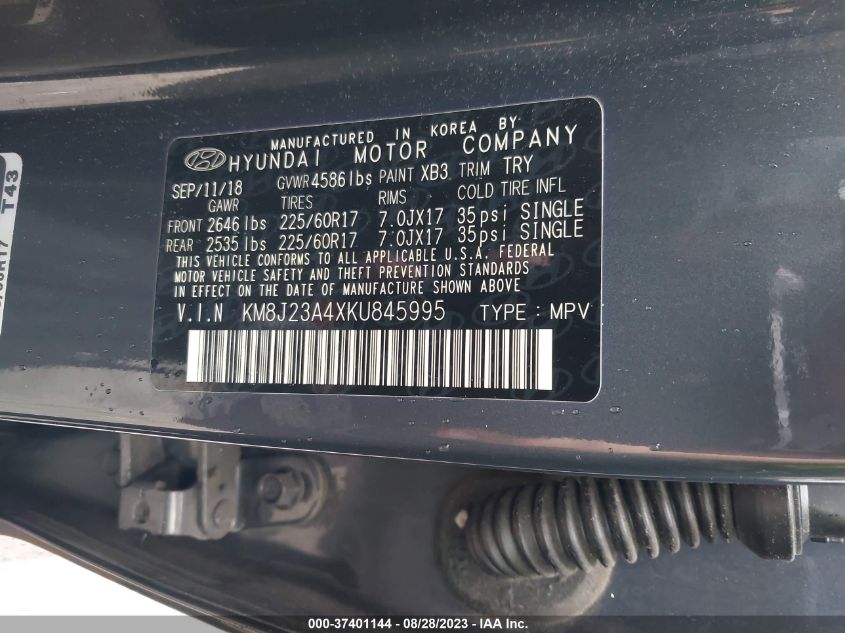 MANUFACTURED IN KOREA BY
HYUNDAI MOTOR COMPANY
SEP/11/18 GVWR 4586lbs PAINT XB3 TRIM TRY
GAWR TIRES RIMS COLD TIRE INFL
FRONT 2646 lbs 225/60R17 7.0JX17 35psi SINGLE
REAR 2535 lbs 225/60R17 7.0JX17 35psi SINGLE
THIS VEHICLE CONFORMS TO ALL APPLICABLE U.S.A. FEDERAL
MOTOR VEHICLE SAFETY AND THEFT PREVENTION STANDARDS
IN EFFECT ON THE DATE OF MANUFACTURE SHOWN ABOVE
V.I.N KM8J23A4XKU845995 TYPE : MPV
T43
000-37401144 - 08/28/2023 - IAA Inc.